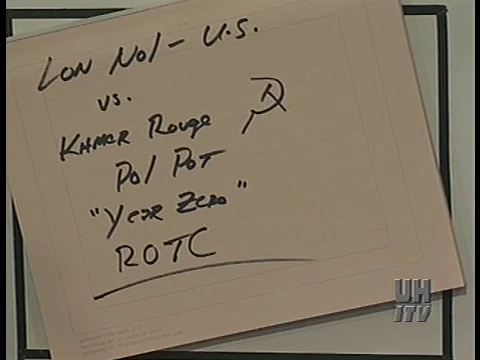 LON Nol - U.S.
vs.
KHMER Rouge
Pol Pot
"YEAR ZERO"
ROTC
UH
ITV